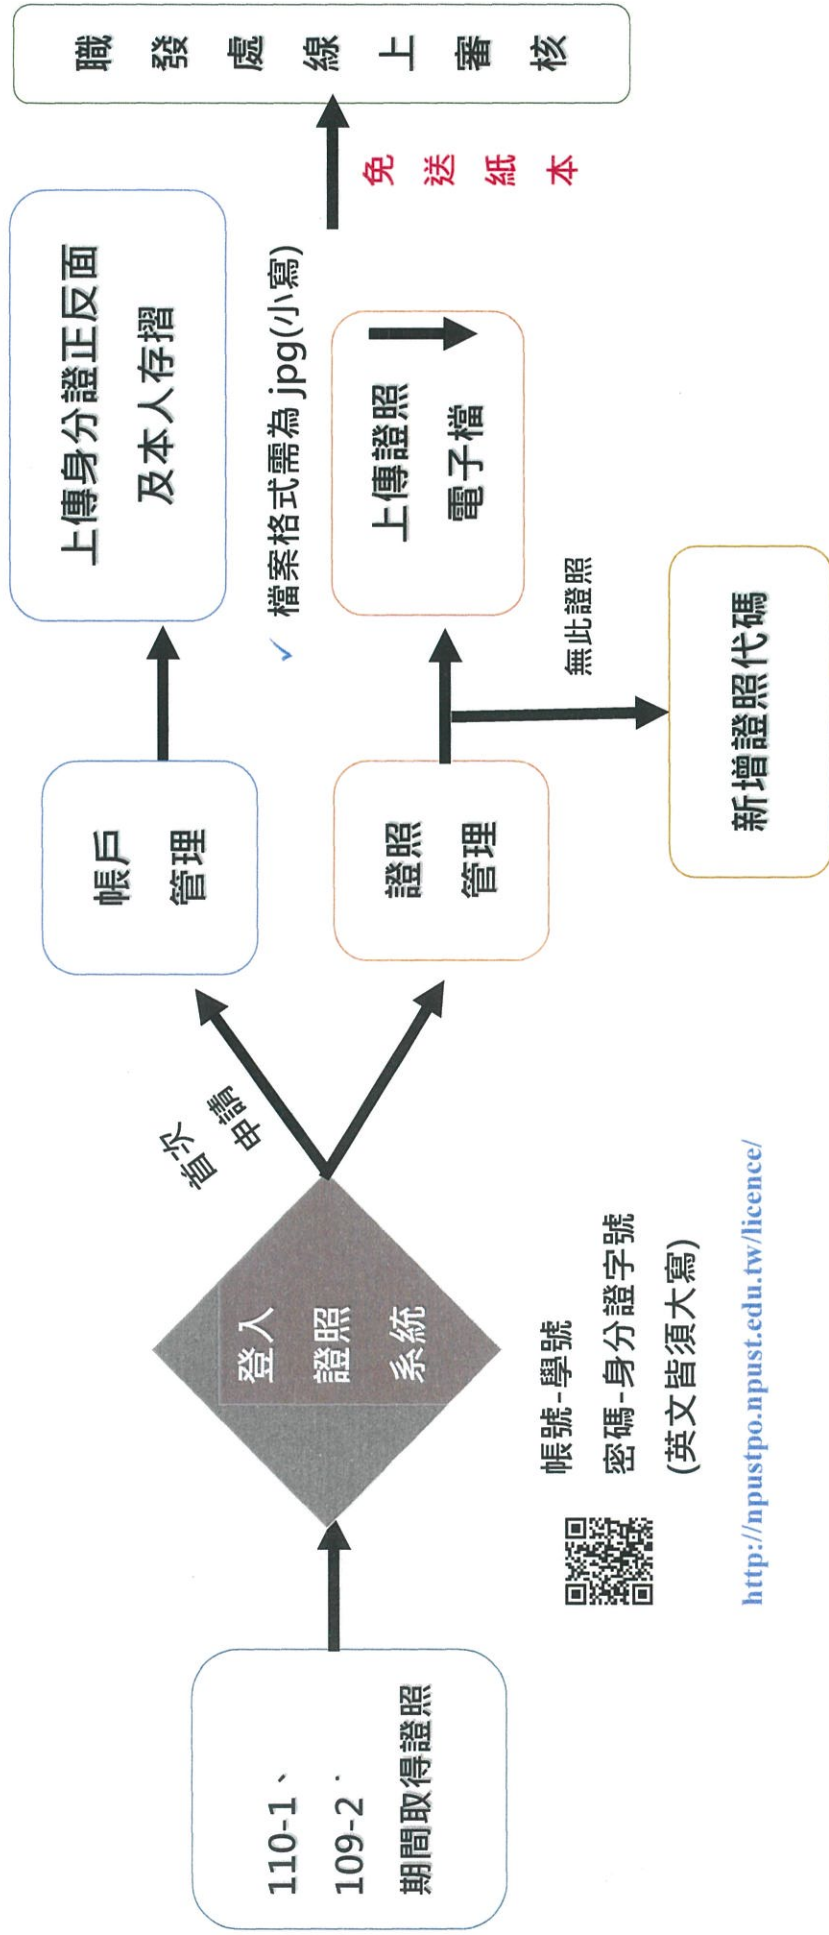 110-1、
109-2、
期間取得證照
登入
證照
系統
帳號-學號
密碼-身分證字號
(英文皆須大寫)
http://npustpo.npust.edu.tw/licence/
首次
申請
帳戶
管理
上傳身分證正反面
及本人存摺
✓ 檔案格式需為 jpg(小寫)
證照
管理
上傳證照
電子檔
無此證照
新增證照代碼
免送紙本
職發處線上審核